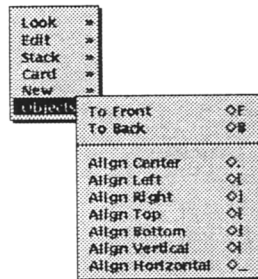 Look »
Edit »
Stack »
Card »
New »
Objects
To Front ◇F
To Back ◇B
Align Center ◇.
Align Left ◇[
Align Right ◇]
Align Top ◇
Align Bottom ◇
Align Vertical ◇
Align Horizontal ◇_